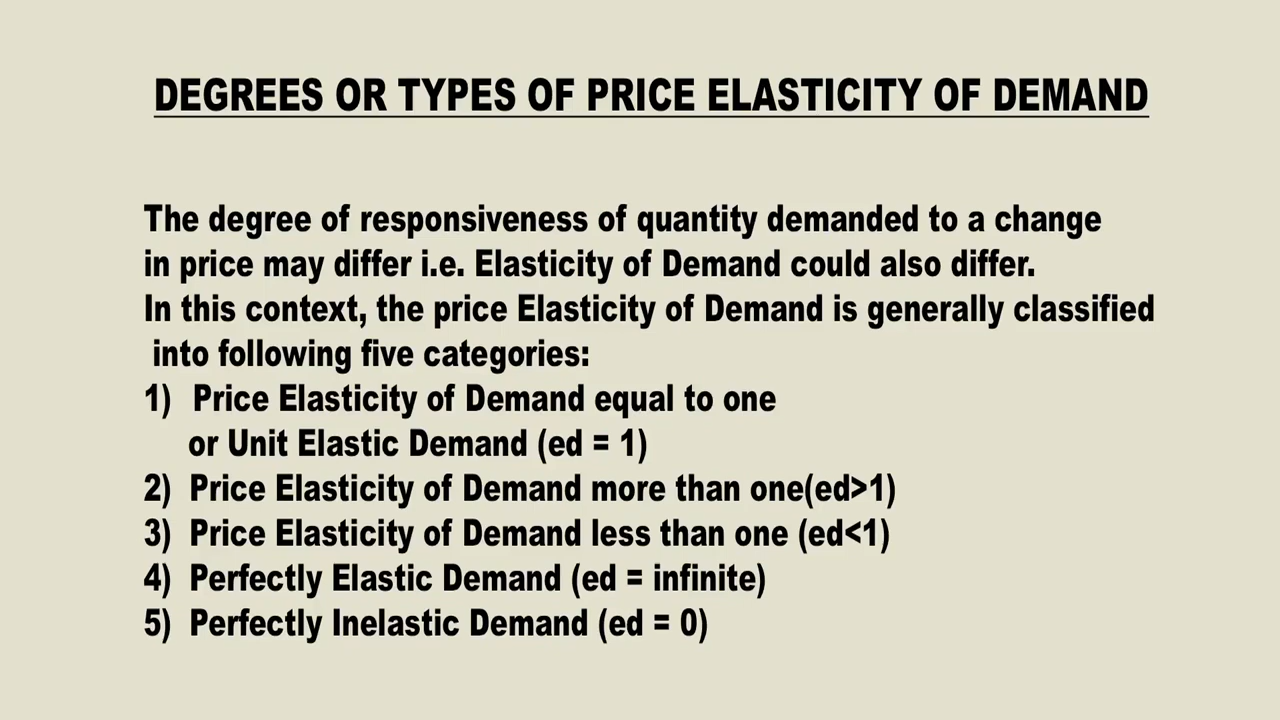 DEGREES OR TYPES OF PRICE ELASTICITY OF DEMAND
The degree of responsiveness of quantity demanded to a change
in price may differ i.e. Elasticity of Demand could also differ.
In this context, the price Elasticity of Demand is generally classified
into following five categories:
1) Price Elasticity of Demand equal to one
or Unit Elastic Demand (ed = 1)
2) Price Elasticity of Demand more than one(ed>1)
3) Price Elasticity of Demand less than one (ed<1)
4) Perfectly Elastic Demand (ed = infinite)
5) Perfectly Inelastic Demand (ed = 0)